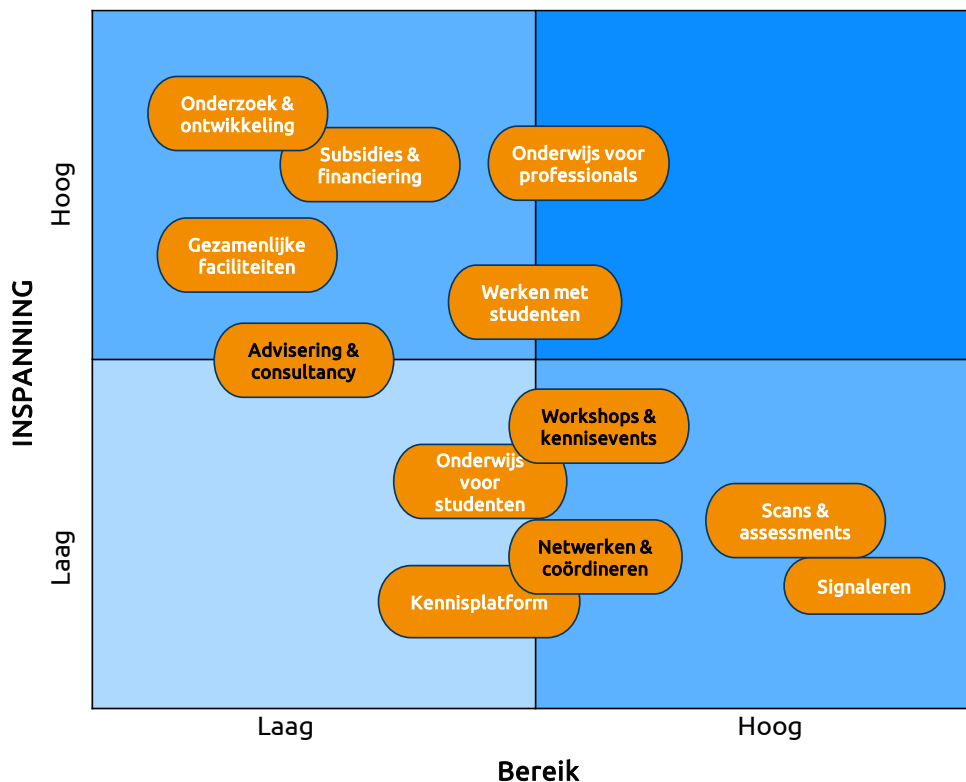 Onderzoek &
ontwikkeling
Subsidies &
financiering
Onderwijs voor
professionals
Hoog
Gezamenlijke
faciliteiten
Werken met
studenten
INSPANNING
Advisering &
consultancy
Workshops &
kennisevents
Onderwijs
voor
studenten
Scans &
assessments
Netwerken &
coördineren
Laag
Signaleren
Kennisplatform
Laag
Hoog
Bereik